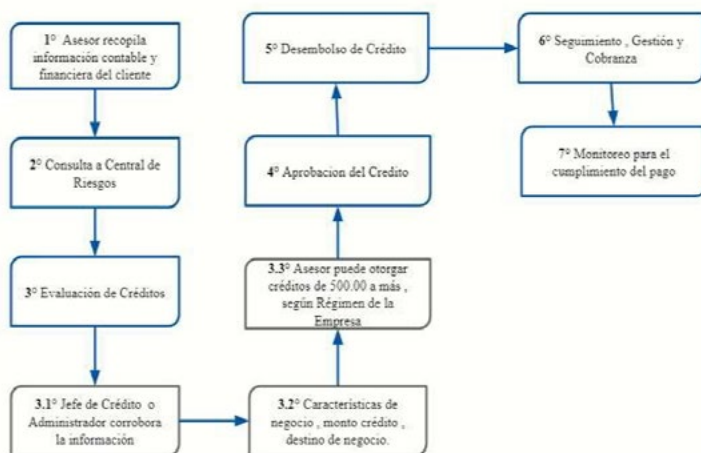 1° Asesor recopila
información contable y
financiera del cliente
2° Consulta a Central de
Riesgos
3° Evaluación de Créditos
3.1° Jefe de Crédito o
Administrador corrobora
la información
3.2° Características de
negocio , monto crédito ,
destino de negocio.
3.3° Asesor puede otorgar
créditos de 500.00 a más ,
según Régimen de la
Empresa
4° Aprobacion del Credito
5° Desembolso de Crédito
6° Seguimiento , Gestión y
Cobranza
7° Monitoreo para el
cumplimiento del pago